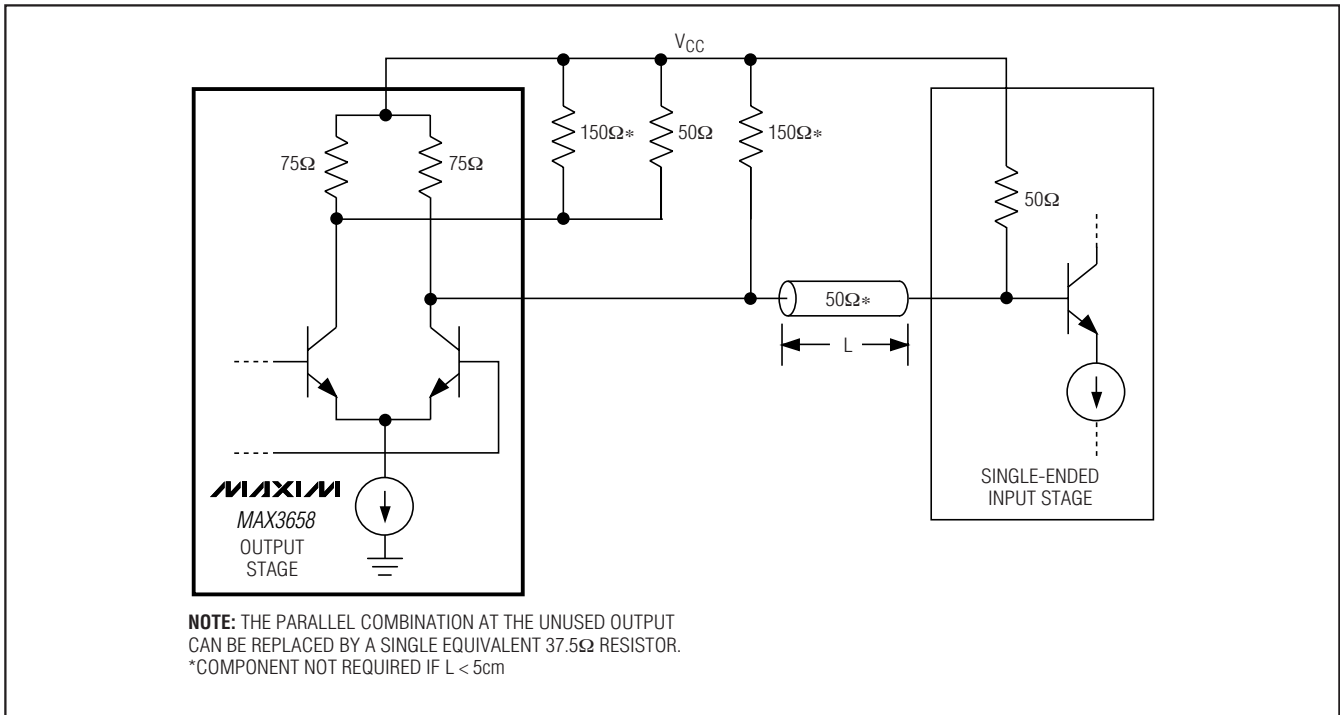 VCC
150Ω*
50Ω
150Ω*
75Ω
75Ω
50Ω
50Ω*
L
MAXIM
MAX3658
OUTPUT
STAGE
SINGLE-ENDED
INPUT STAGE
NOTE: THE PARALLEL COMBINATION AT THE UNUSED OUTPUT
CAN BE REPLACED BY A SINGLE EQUIVALENT 37.5Ω RESISTOR.
*COMPONENT NOT REQUIRED IF L < 5cm